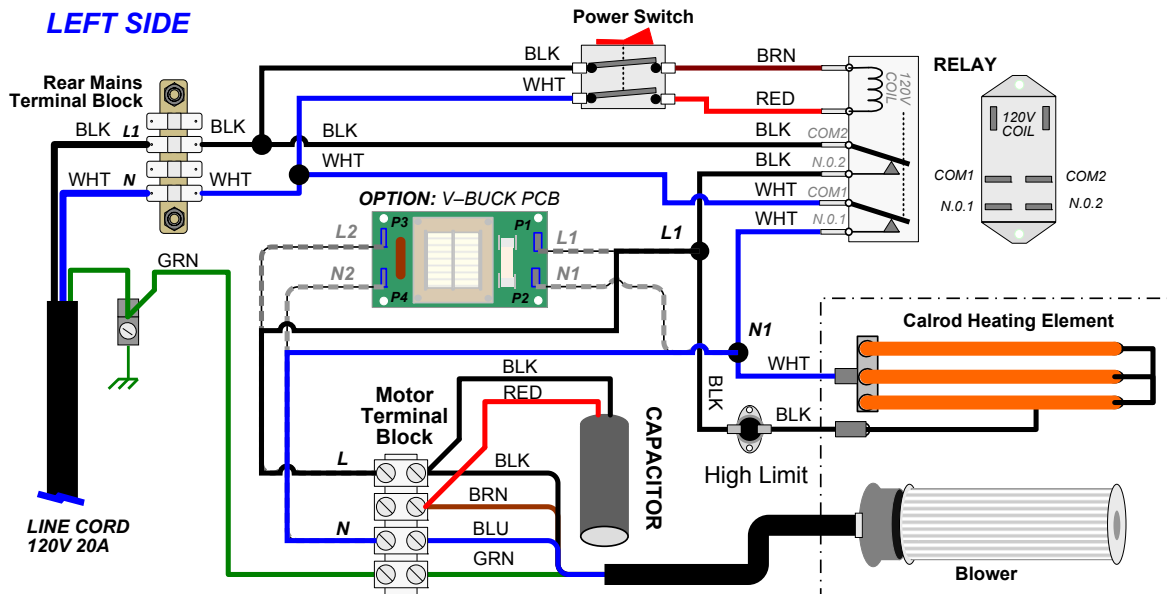 LEFT SIDE
Power Switch
Rear Mains
Terminal Block
BLK
WHT
BRN
RED
120V
COIL
RELAY
120V
COIL
BLK
L1
BLK
BLK
BLK
COM2
BLK
N.0.2
WHT
N
WHT
WHT
WHT
COM1
WHT
N.0.1
COM1
COM2
N.0.1
N.0.2
OPTION: V–BUCK PCB
L2
P3
P1
L1
L1
N2
P4
P2
N1
GRN
N1
WHT
Calrod Heating Element
BLK
RED
BLK
BLK
Motor
Terminal
Block
CAPACITOR
High Limit
L
BLK
BRN
N
BLU
GRN
LINE CORD
120V 20A
Blower